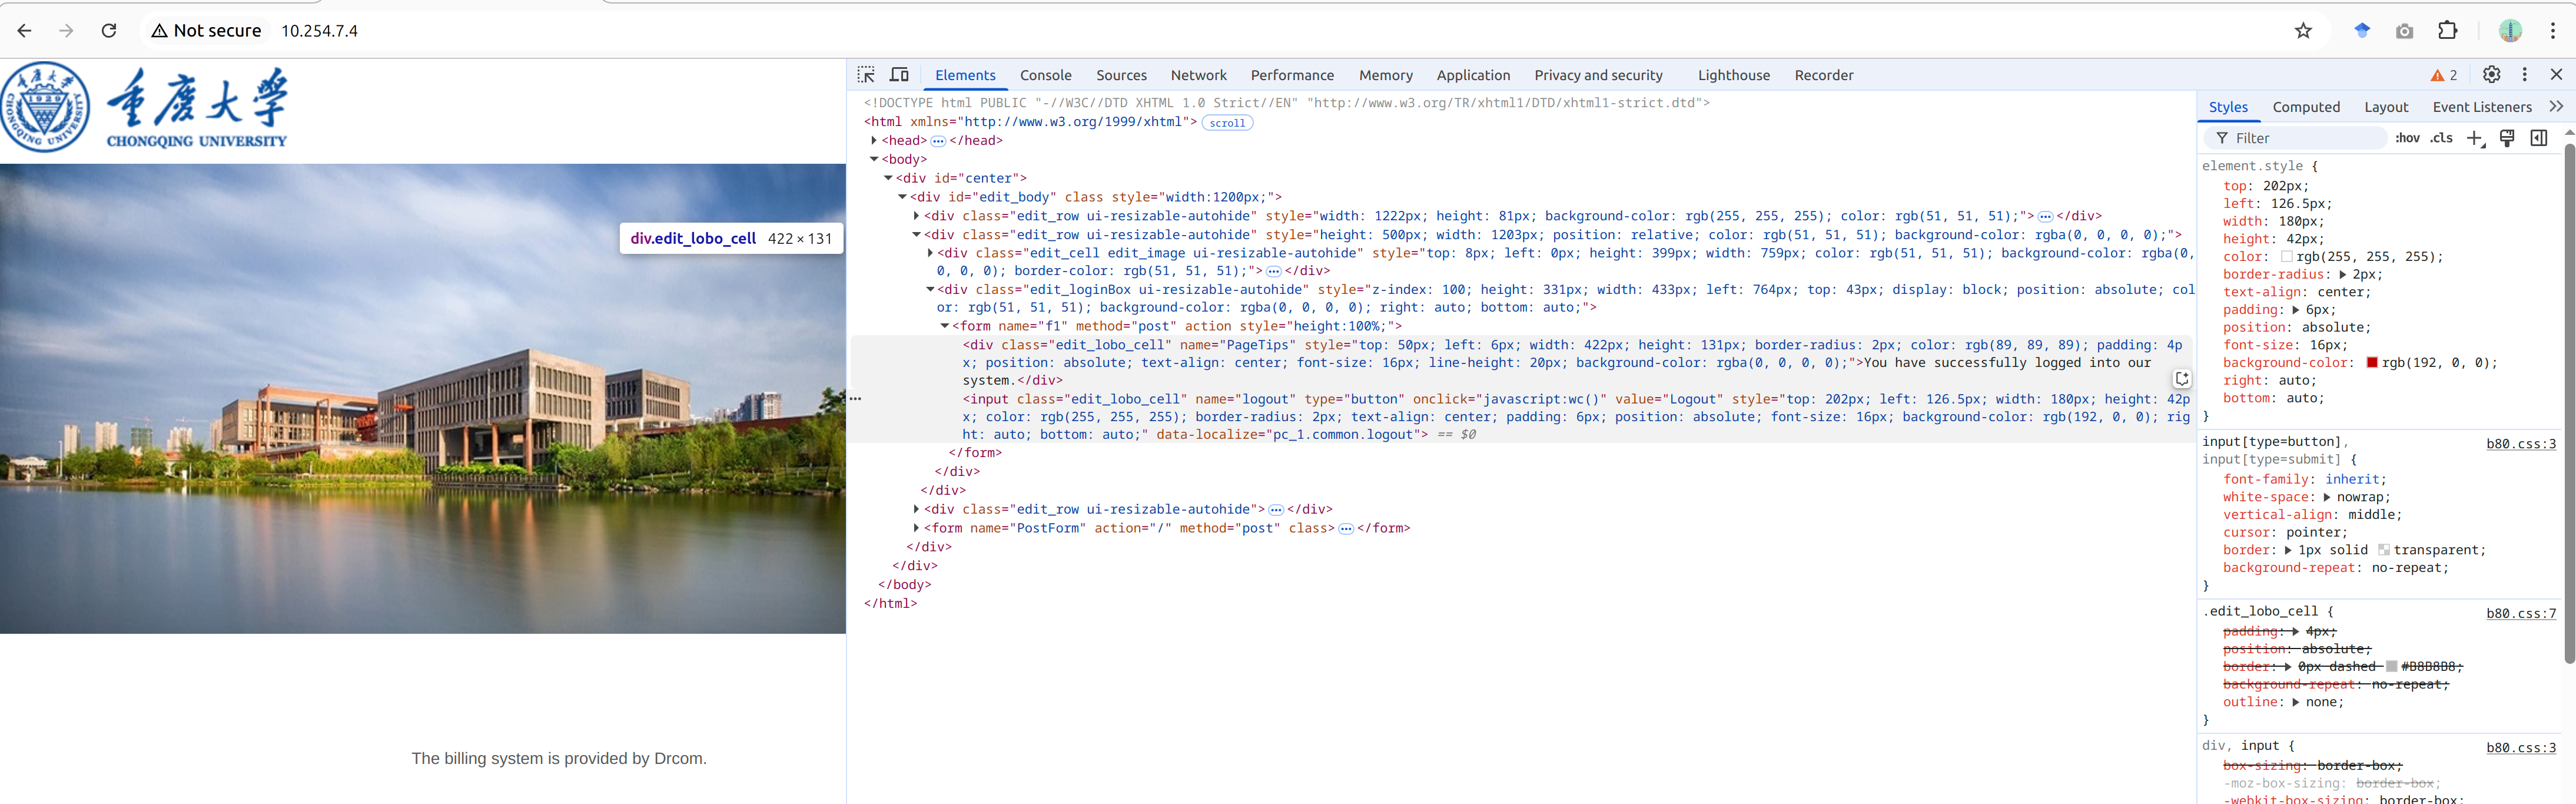 Not secure 10.254.7.4
重庆大学
1929
CHONGQING UNIVERSITY
重庆大学
CHONGQING UNIVERSITY
div.edit_lobo_cell 422 × 131
The billing system is provided by Drcom.
Elements Console Sources Network Performance Memory Application Privacy and security Lighthouse Recorder 2
<!DOCTYPE html PUBLIC "-//W3C//DTD XHTML 1.0 Strict//EN" "http://www.w3.org/TR/xhtml1/DTD/xhtml1-strict.dtd">
<html xmlns="http://www.w3.org/1999/xhtml"> scroll
<head> ⋯ </head>
<body>
<div id="center">
<div id="edit_body" class style="width:1200px;">
<div class="edit_row ui-resizable-autohide" style="width: 1222px; height: 81px; background-color: rgb(255, 255, 255); color: rgb(51, 51, 51);"> ⋯ </div>
<div class="edit_row ui-resizable-autohide" style="height: 500px; width: 1203px; position: relative; color: rgb(51, 51, 51); background-color: rgba(0, 0, 0, 0);">
<div class="edit_cell edit_image ui-resizable-autohide" style="top: 8px; left: 0px; height: 399px; width: 759px; color: rgb(51, 51, 51); background-color: rgba(0,
0, 0, 0); border-color: rgb(51, 51, 51);"> ⋯ </div>
<div class="edit_loginBox ui-resizable-autohide" style="z-index: 100; height: 331px; width: 433px; left: 764px; top: 43px; display: block; position: absolute; col
or: rgb(51, 51, 51); background-color: rgba(0, 0, 0, 0); right: auto; bottom: auto;">
<form name="f1" method="post" action style="height:100%;">
<div class="edit_lobo_cell" name="PageTips" style="top: 50px; left: 6px; width: 422px; height: 131px; border-radius: 2px; color: rgb(89, 89, 89); padding: 4p
x; position: absolute; text-align: center; font-size: 16px; line-height: 20px; background-color: rgba(0, 0, 0, 0);">You have successfully logged into our
system.</div>
<input class="edit_lobo_cell" name="logout" type="button" onclick="javascript:wc()" value="Logout" style="top: 202px; left: 126.5px; width: 180px; height: 42p
x; color: rgb(255, 255, 255); border-radius: 2px; text-align: center; padding: 6px; position: absolute; font-size: 16px; background-color: rgb(192, 0, 0); rig
ht: auto; bottom: auto;" data-localize="pc_1.common.logout"> == $0
</form>
</div>
</div>
<div class="edit_row ui-resizable-autohide"> ⋯ </div>
<form name="PostForm" action="/" method="post" class> ⋯ </form>
</div>
</div>
</body>
</html>
Styles Computed Layout Event Listeners
Filter :hov .cls
element.style {
top: 202px;
left: 126.5px;
width: 180px;
height: 42px;
color: rgb(255, 255, 255);
border-radius: 2px;
text-align: center;
padding: 6px;
position: absolute;
font-size: 16px;
background-color: rgb(192, 0, 0);
right: auto;
bottom: auto;
}
input[type=button], b80.css:3
input[type=submit] {
font-family: inherit;
white-space: nowrap;
vertical-align: middle;
cursor: pointer;
border: 1px solid transparent;
background-repeat: no-repeat;
}
.edit_lobo_cell { b80.css:7
padding: 4px;
position: absolute;
border: 0px dashed #B8B8B8;
background-repeat: no-repeat;
outline: none;
}
div, input { b80.css:3
box-sizing: border-box;
-moz-box-sizing: border-box;
-webkit-box-sizing: border-box;